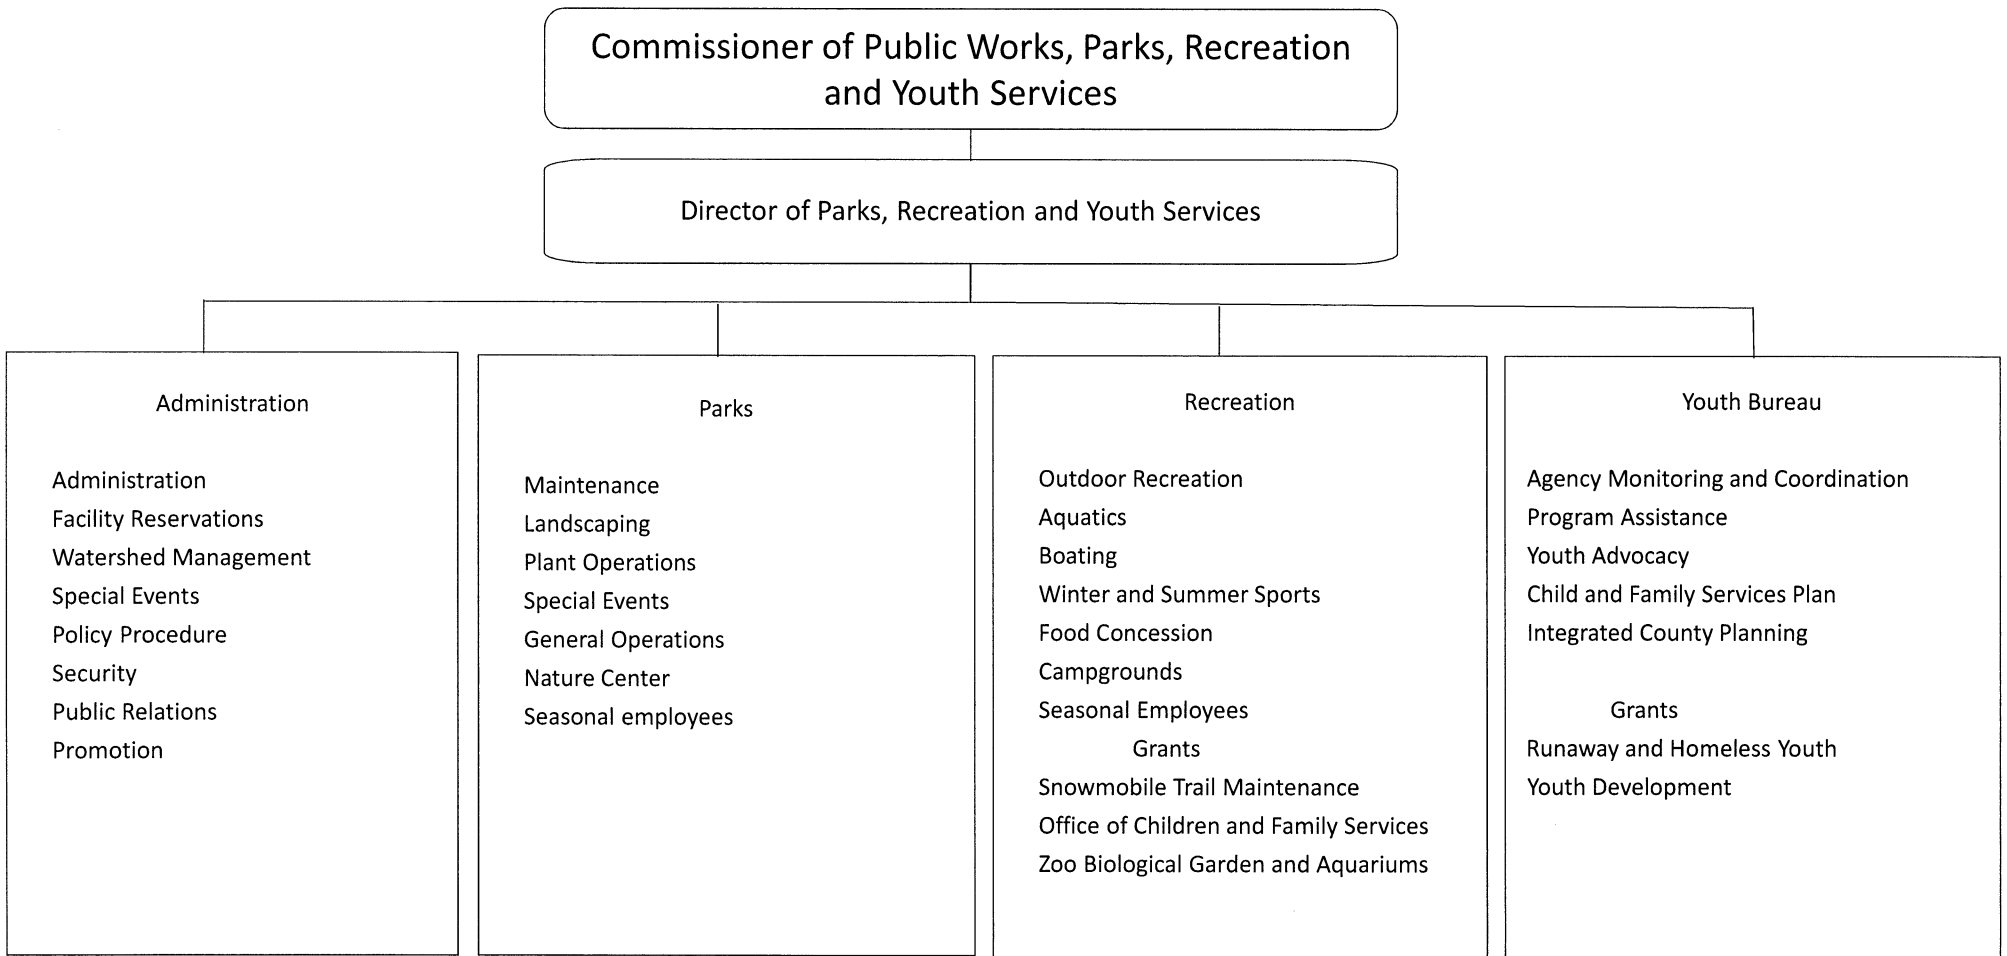 Commissioner of Public Works, Parks, Recreation
and Youth Services
Director of Parks, Recreation and Youth Services
Administration
Administration
Facility Reservations
Watershed Management
Special Events
Policy Procedure
Security
Public Relations
Promotion
Parks
Maintenance
Landscaping
Plant Operations
Special Events
General Operations
Nature Center
Seasonal employees
Recreation
Outdoor Recreation
Aquatics
Boating
Winter and Summer Sports
Food Concession
Campgrounds
Seasonal Employees
Grants
Snowmobile Trail Maintenance
Office of Children and Family Services
Zoo Biological Garden and Aquariums
Youth Bureau
Agency Monitoring and Coordination
Program Assistance
Youth Advocacy
Child and Family Services Plan
Integrated County Planning
Grants
Runaway and Homeless Youth
Youth Development